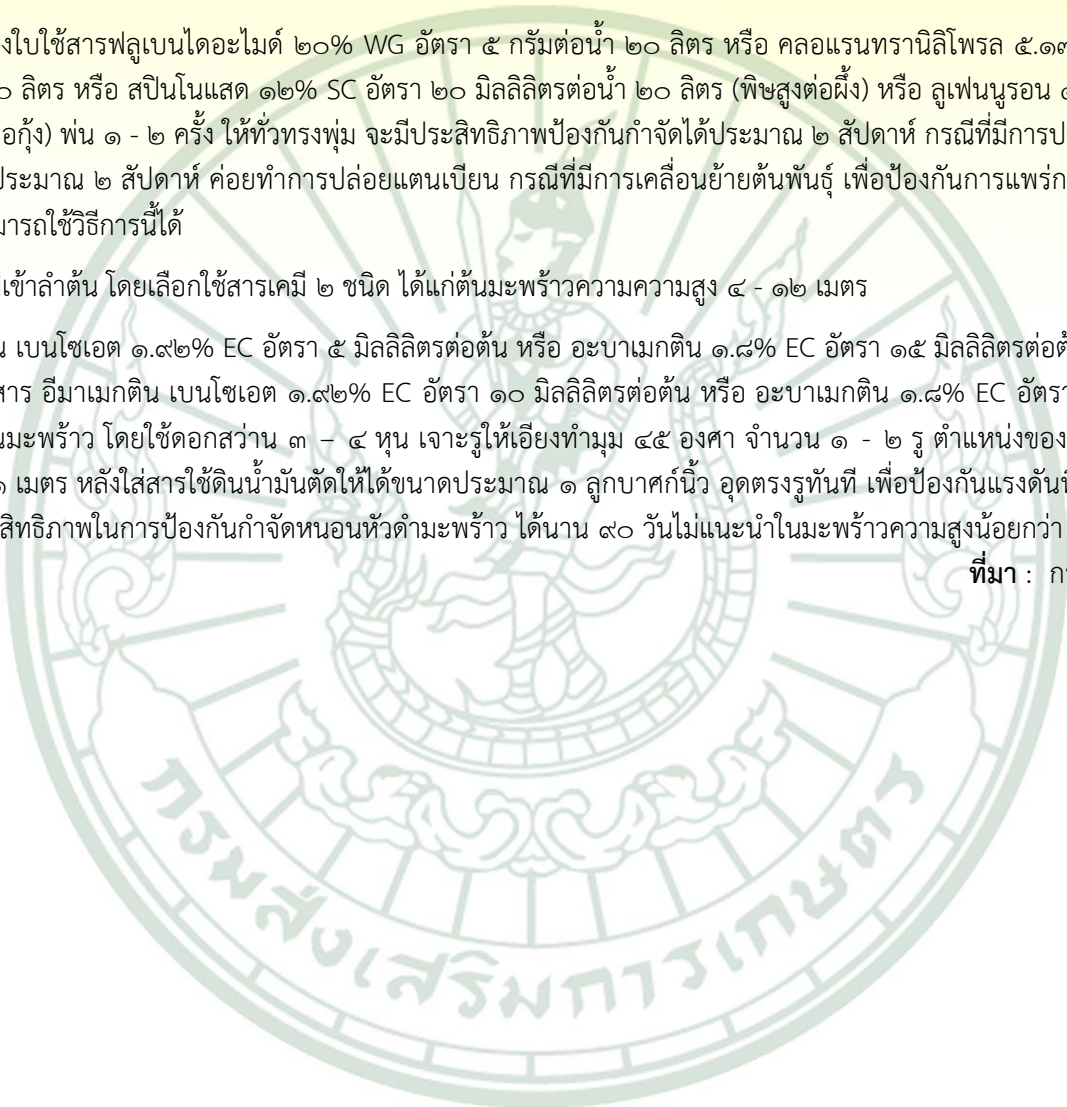 งใบใช้สารฟลูเบนไดอะไมด์ ๒๐% WG อัตรา ๕ กรัมต่อน้ำ ๒๐ ลิตร หรือ คลอแรนทรานิลิโพรล ๕.๑๗
๐ ลิตร หรือ สปินโนแสด ๑๒% SC อัตรา ๒๐ มิลลิลิตรต่อน้ำ ๒๐ ลิตร (พิษสูงต่อผึ้ง) หรือ ลูเฟนนูรอน
อกุ้ง) พ่น ๑ - ๒ ครั้ง ให้ทั่วทรงพุ่ม จะมีประสิทธิภาพป้องกันกำจัดได้ประมาณ ๒ สัปดาห์ กรณีที่มีการป
ประมาณ ๒ สัปดาห์ ค่อยทำการปล่อยแตนเบียน กรณีที่มีการเคลื่อนย้ายต้นพันธุ์ เพื่อป้องกันการแพร่ก
มารถใช้วิธีการนี้ได้
เข้าลำต้น โดยเลือกใช้สารเคมี ๒ ชนิด ได้แก่ต้นมะพร้าวความความสูง ๔ - ๑๒ เมตร
น เบนโซเอต ๑.๙๒% EC อัตรา ๕ มิลลิลิตรต่อต้น หรือ อะบาเมกติน ๑.๘% EC อัตรา ๑๕ มิลลิลิตรต่อต้
สาร อีมาเมกติน เบนโซเอต ๑.๙๒% EC อัตรา ๑๐ มิลลิลิตรต่อต้น หรือ อะบาเมกติน ๑.๘% EC อัตรา
นมะพร้าว โดยใช้ดอกสว่าน ๓ – ๔ หุน เจาะรูให้เอียงทำมุม ๔๕ องศา จำนวน ๑ - ๒ รู ตำแหน่งของ
๑ เมตร หลังใส่สารใช้ดินน้ำมันตัดให้ได้ขนาดประมาณ ๑ ลูกบาศก์นิ้ว อุดตรงรูทันที เพื่อป้องกันแรงดัน
สิทธิภาพในการป้องกันกำจัดหนอนหัวดำมะพร้าว ได้นาน ๙๐ วันไม่แนะนำในมะพร้าวความสูงน้อยกว่า
ที่มา : ก
กรมส่งเสริมการเกษตร